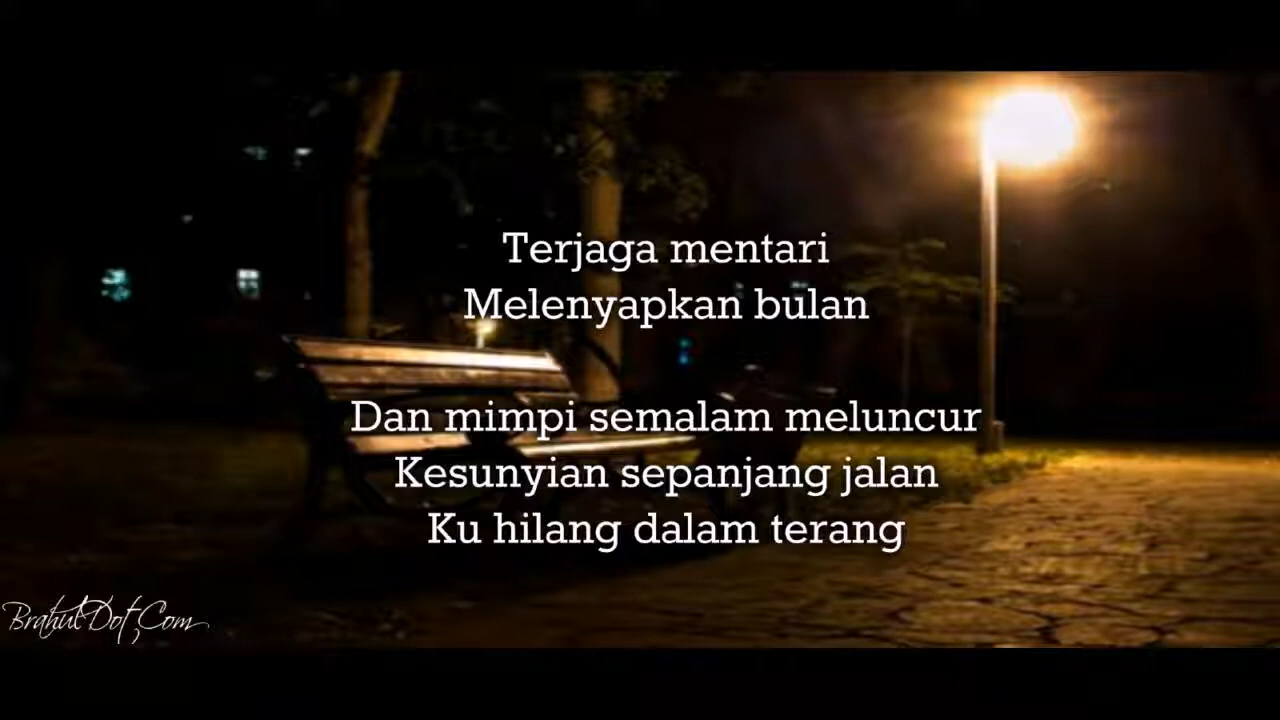 Terjaga mentari
Melenyapkan bulan
Dan mimpi semalam meluncur
Kesunyian sepanjang jalan
Ku hilang dalam terang
BrahulDot,Com